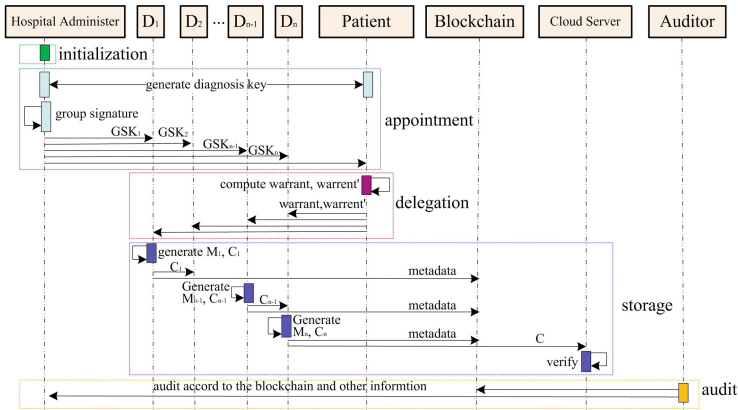 Hospital Administer D1 D2 ... Dn-1 Dn Patient Blockchain Cloud Server Auditor
initialization
generate diagnosis key
group signature
appointment
GSK1 GSK2
GSKn-1 GSKn
compute warrant, warrent'
warrant,warrent'
delegation
generate M1, C1
C1 metadata
Generate
Mn-1, Cn-1 Cn-1 metadata
storage
Generate
Mn, Cn metadata C
verify
audit accord to the blockchain and other informtion audit